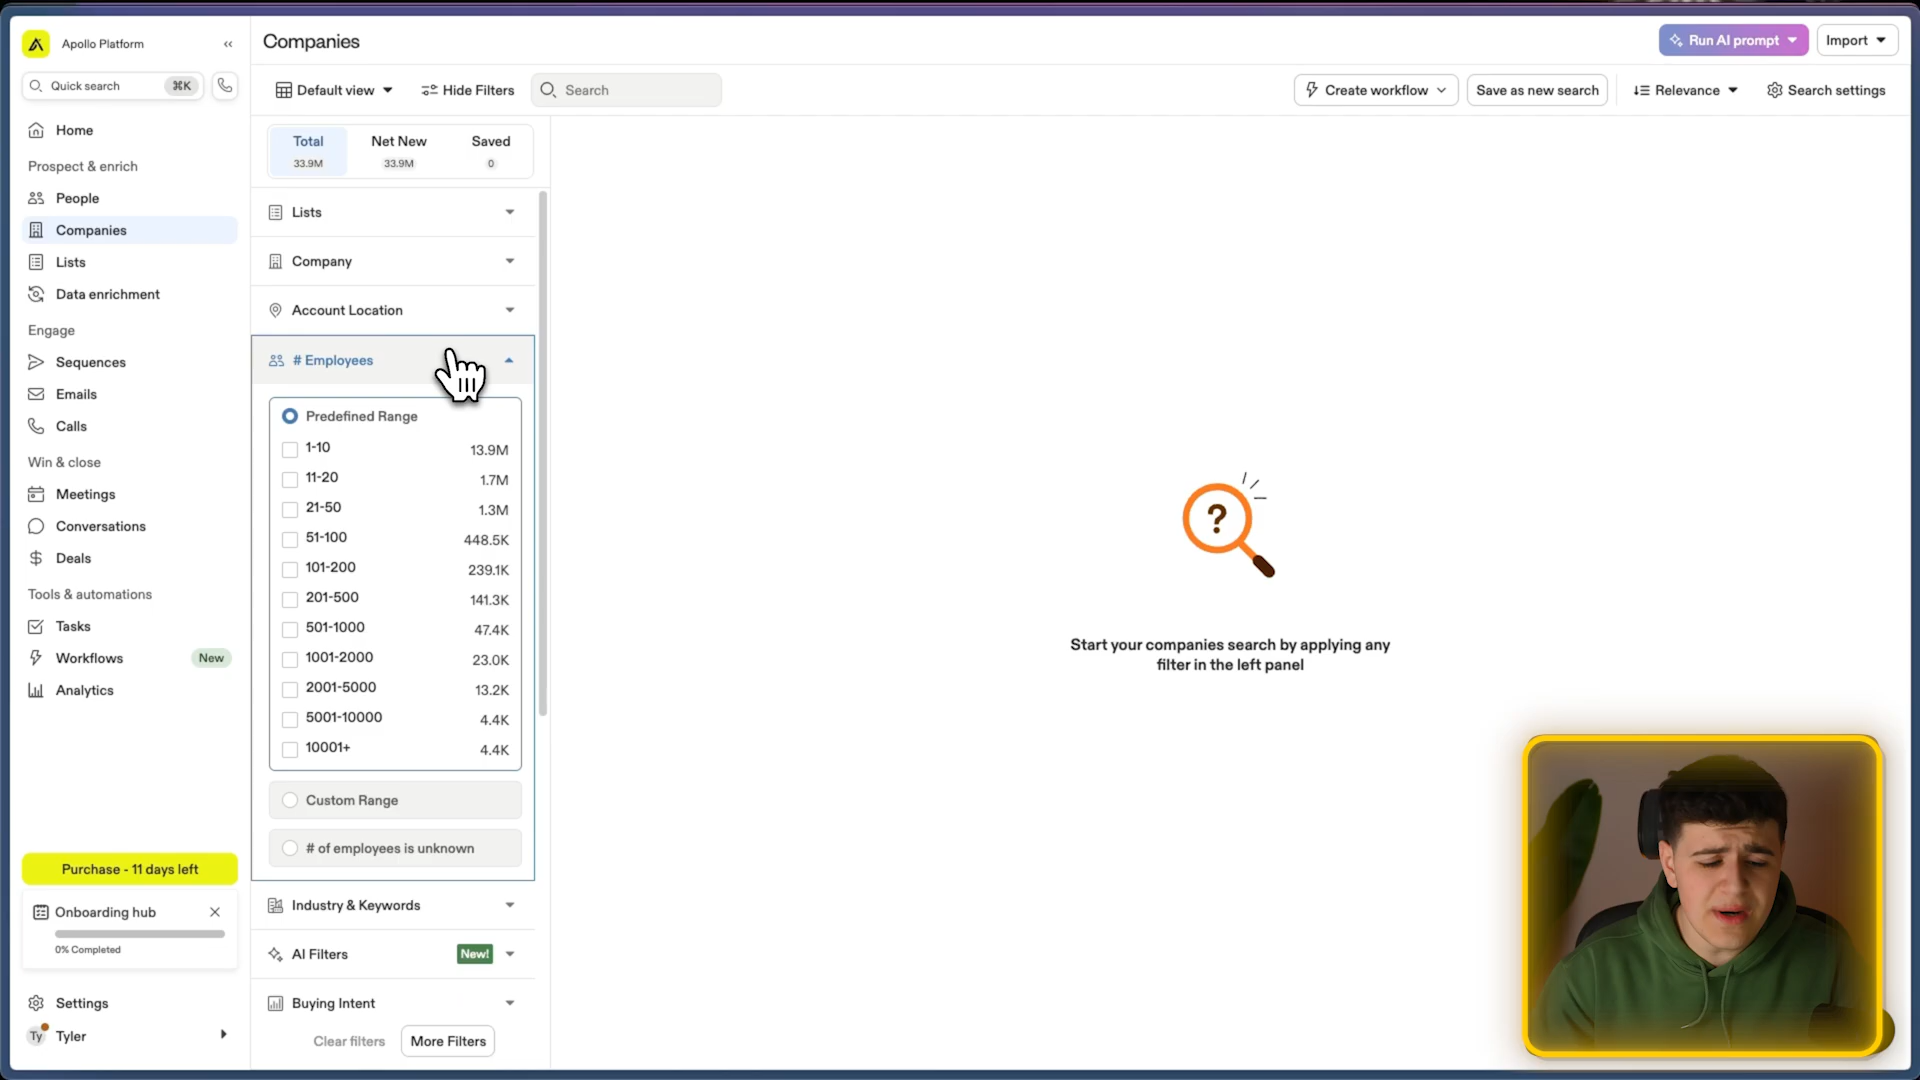 Apollo Platform
Quick search ⌘K
Home
Prospect & enrich
People
Companies
Lists
Data enrichment
Engage
Sequences
Emails
Calls
Win & close
Meetings
Conversations
Deals
Tools & automations
Tasks
Workflows New
Analytics
Purchase - 11 days left
Onboarding hub
0% Completed
Settings
Ty Tyler
Companies
Run AI prompt Import
Default view Hide Filters Search Create workflow Save as new search Relevance Search settings
Total Net New Saved
33.9M 33.9M 0
Lists
Company
Account Location
# Employees
Predefined Range
1-10 13.9M
11-20 1.7M
21-50 1.3M
51-100 448.5K
101-200 239.1K
201-500 141.3K
501-1000 47.4K
1001-2000 23.0K
2001-5000 13.2K
5001-10000 4.4K
10001+ 4.4K
Custom Range
# of employees is unknown
Industry & Keywords
AI Filters New!
Buying Intent
Clear filters More Filters
?
Start your companies search by applying any
filter in the left panel